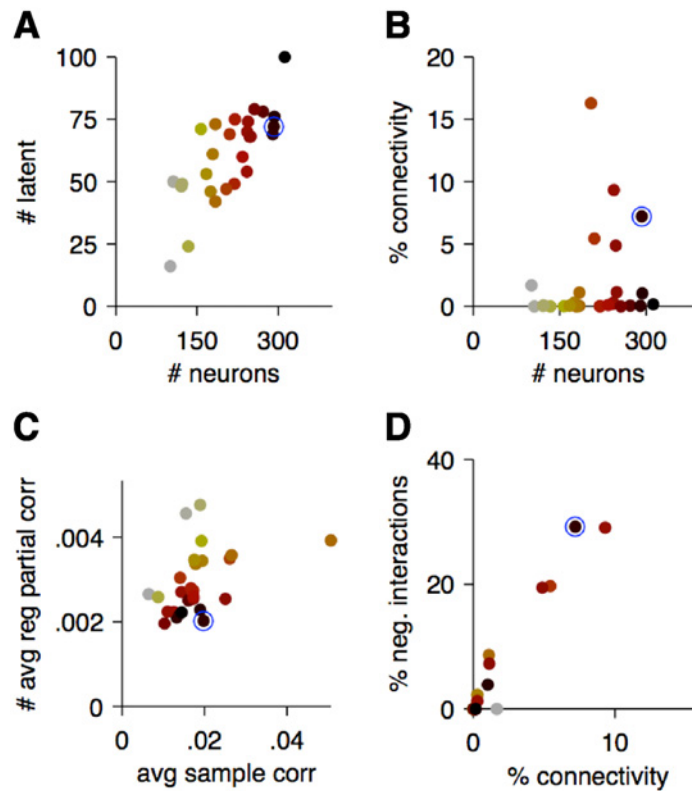 A
# latent
100
75
50
25
0
0 150 300
# neurons
B
% connectivity
20
15
10
5
0
0 150 300
# neurons
C
# avg reg partial corr
.004
.002
0
0 .02 .04
avg sample corr
D
% neg. interactions
40
20
0
0 10
% connectivity